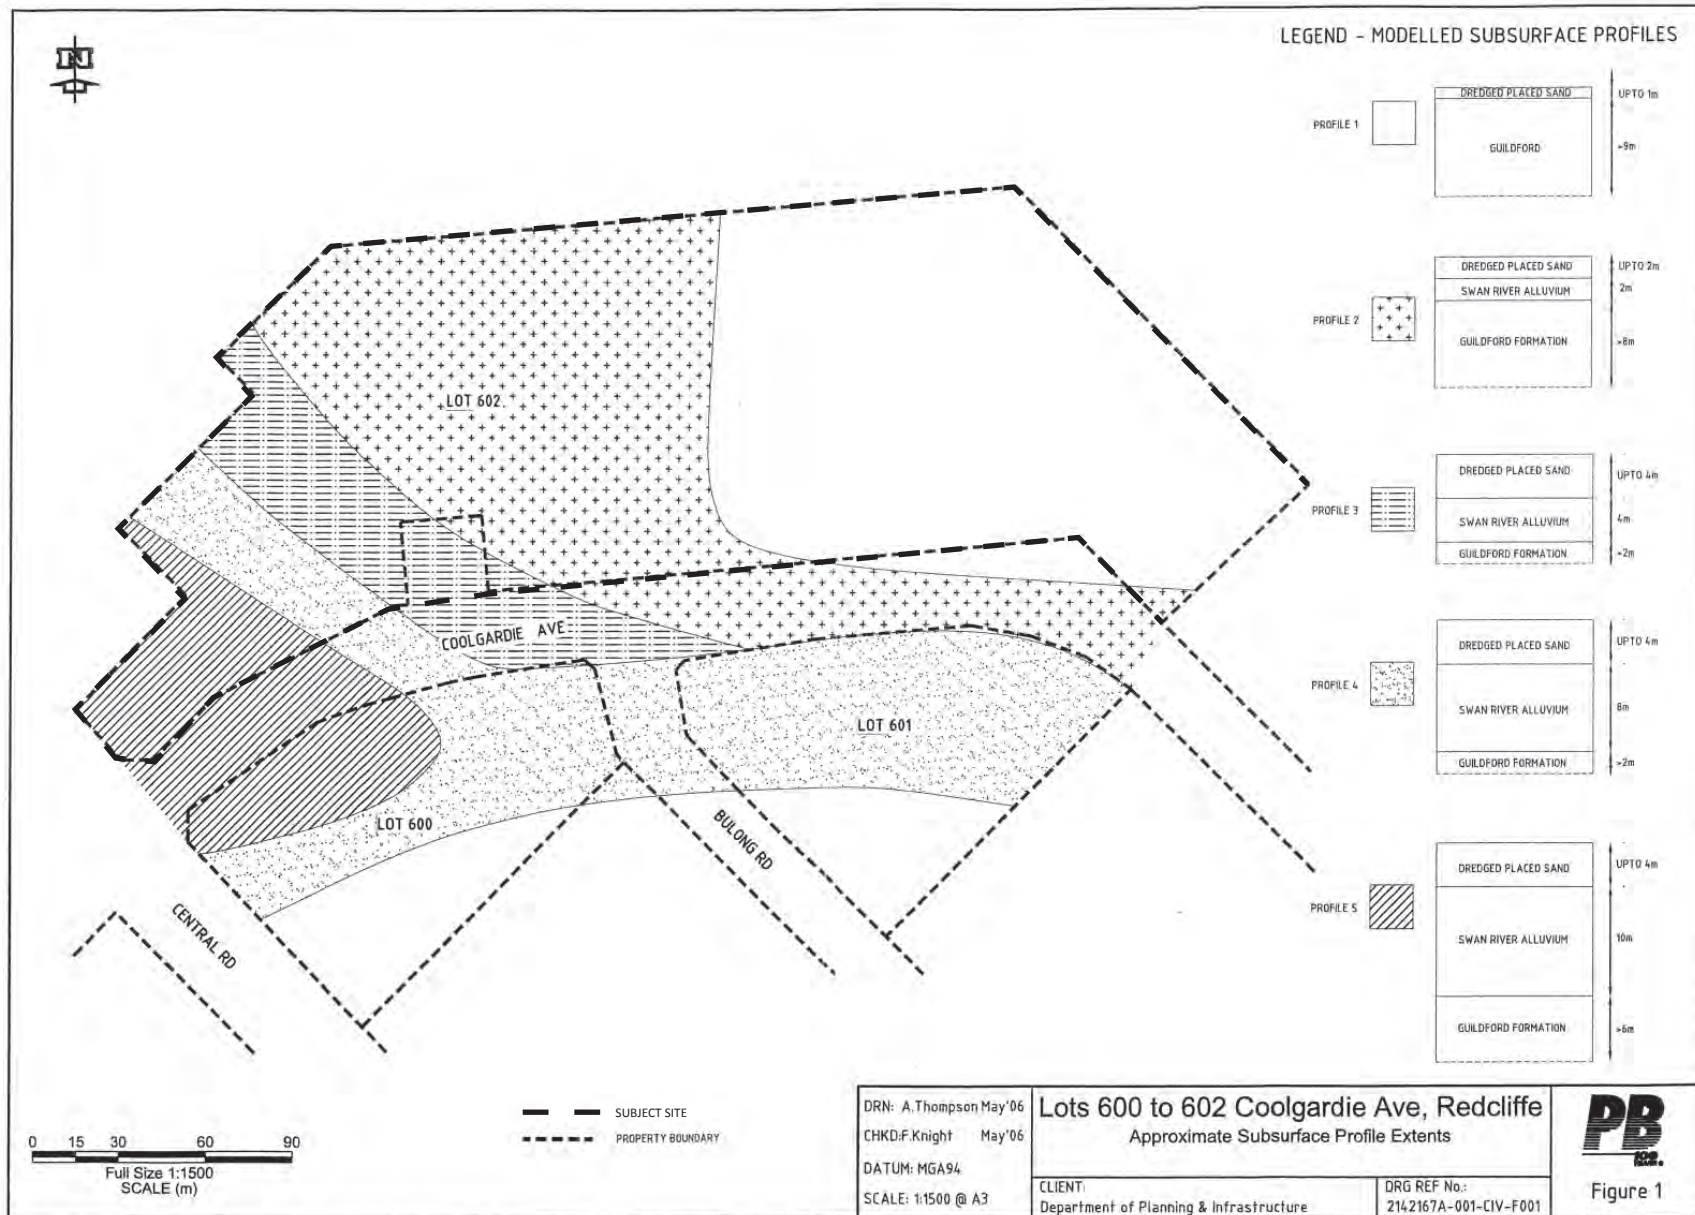 N
LEGEND - MODELLED SUBSURFACE PROFILES
PROFILE 1
DREDGED PLACED SAND
UPTO 1m
GUILDFORD
>9m
PROFILE 2
DREDGED PLACED SAND
UPTO 2m
SWAN RIVER ALLUVIUM
2m
GUILDFORD FORMATION
>8m
PROFILE 3
DREDGED PLACED SAND
UPTO 4m
SWAN RIVER ALLUVIUM
4m
GUILDFORD FORMATION
>2m
PROFILE 4
DREDGED PLACED SAND
UPTO 4m
SWAN RIVER ALLUVIUM
8m
GUILDFORD FORMATION
>2m
PROFILE 5
DREDGED PLACED SAND
UPTO 4m
SWAN RIVER ALLUVIUM
10m
GUILDFORD FORMATION
>6m
LOT 602
COOLGARDIE AVE
LOT 601
LOT 600
BULONG RD
CENTRAL RD
SUBJECT SITE
PROPERTY BOUNDARY
0 15 30 60 90
Full Size 1:1500
SCALE (m)
DRN: A.Thompson May'06
CHKD:F.Knight May'06
DATUM: MGA94
SCALE: 1:1500 @ A3
Lots 600 to 602 Coolgardie Ave, Redcliffe
Approximate Subsurface Profile Extents
CLIENT:
Department of Planning & Infrastructure
DRG REF No.:
2142167A-001-CIV-F001
PB
100
Figure 1